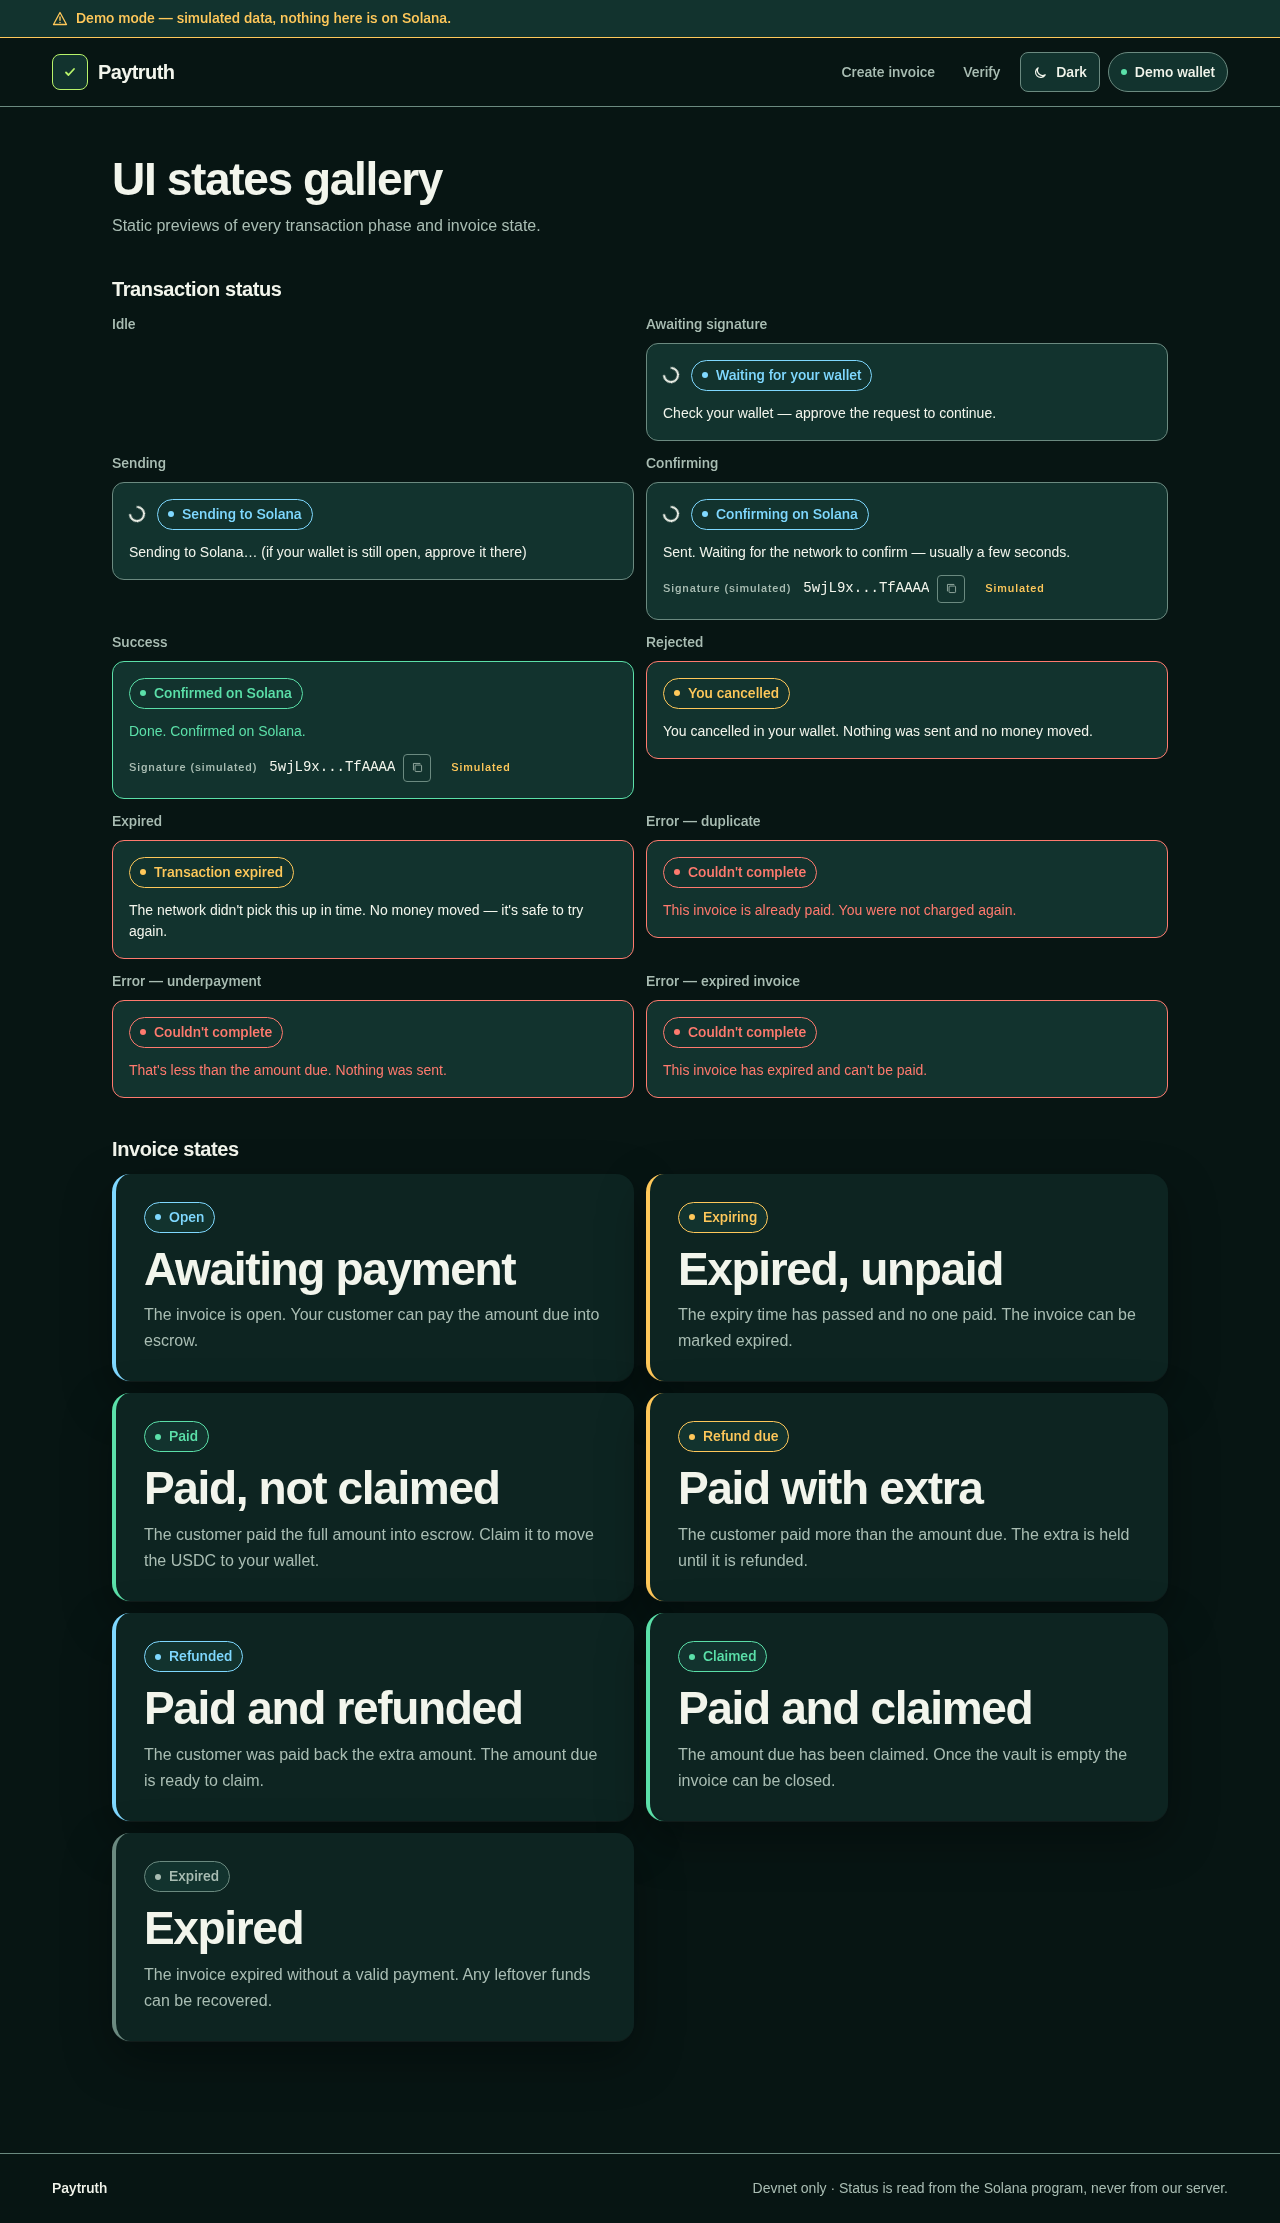 Demo mode — simulated data, nothing here is on Solana.
Paytruth
Create invoice
Verify
Dark
Demo wallet
UI states gallery
Static previews of every transaction phase and invoice state.
Transaction status
Idle
Awaiting signature
Waiting for your wallet
Check your wallet — approve the request to continue.
Sending
Sending to Solana
Sending to Solana… (if your wallet is still open, approve it there)
Confirming
Confirming on Solana
Sent. Waiting for the network to confirm — usually a few seconds.
Signature (simulated) 5wjL9x...TfAAAA Simulated
Success
Confirmed on Solana
Done. Confirmed on Solana.
Signature (simulated) 5wjL9x...TfAAAA Simulated
Rejected
You cancelled
You cancelled in your wallet. Nothing was sent and no money moved.
Expired
Transaction expired
The network didn't pick this up in time. No money moved — it's safe to try
again.
Error — duplicate
Couldn't complete
This invoice is already paid. You were not charged again.
Error — underpayment
Couldn't complete
That's less than the amount due. Nothing was sent.
Error — expired invoice
Couldn't complete
This invoice has expired and can't be paid.
Invoice states
Open
Awaiting payment
The invoice is open. Your customer can pay the amount due into
escrow.
Expiring
Expired, unpaid
The expiry time has passed and no one paid. The invoice can be
marked expired.
Paid
Paid, not claimed
The customer paid the full amount into escrow. Claim it to move
the USDC to your wallet.
Refund due
Paid with extra
The customer paid more than the amount due. The extra is held
until it is refunded.
Refunded
Paid and refunded
The customer was paid back the extra amount. The amount due
is ready to claim.
Claimed
Paid and claimed
The amount due has been claimed. Once the vault is empty the
invoice can be closed.
Expired
Expired
The invoice expired without a valid payment. Any leftover funds
can be recovered.
Paytruth
Devnet only · Status is read from the Solana program, never from our server.